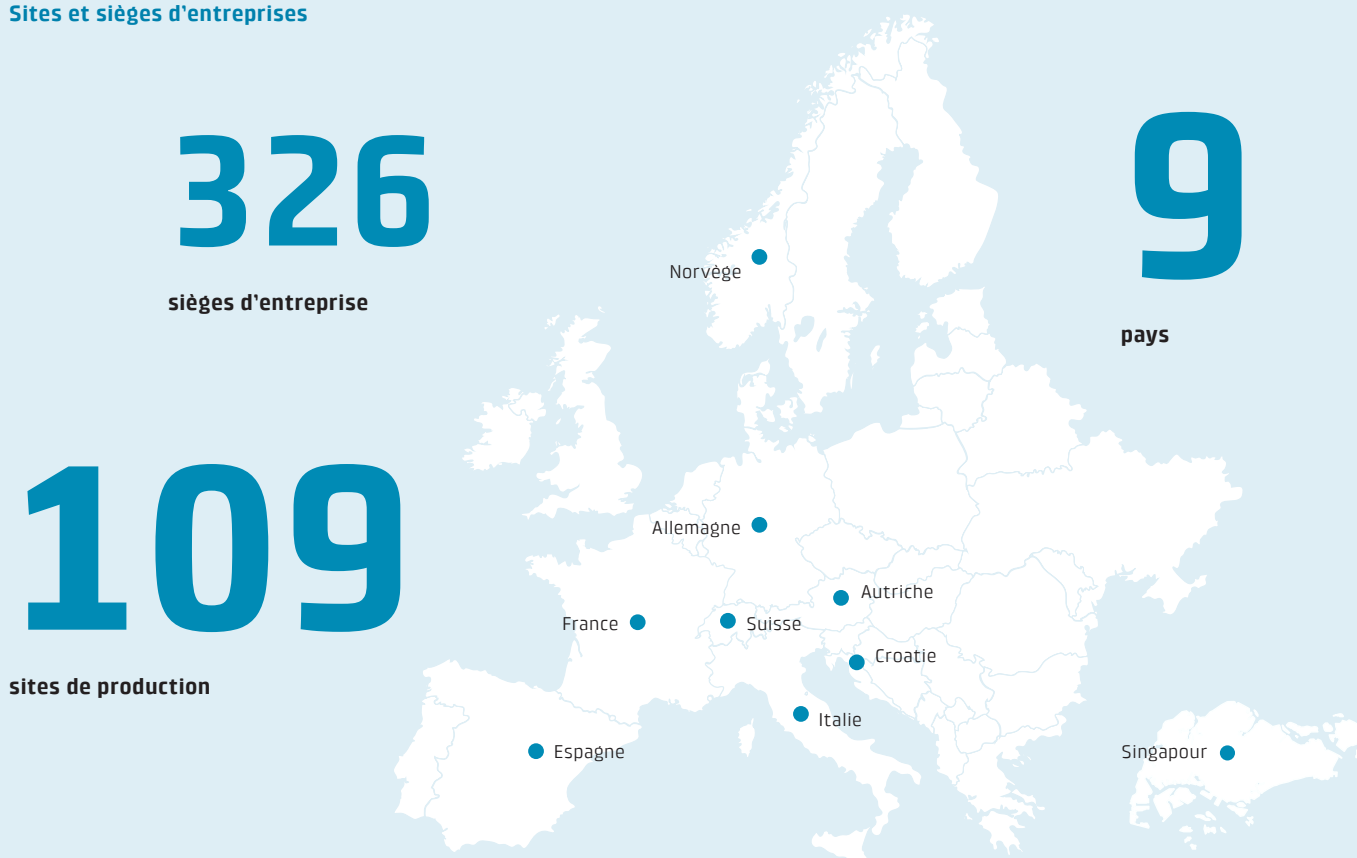 Sites et sièges d’entreprises
326
sièges d’entreprise
109
sites de production
9
pays
Norvège
Allemagne
Autriche
France
Suisse
Croatie
Italie
Espagne
Singapour